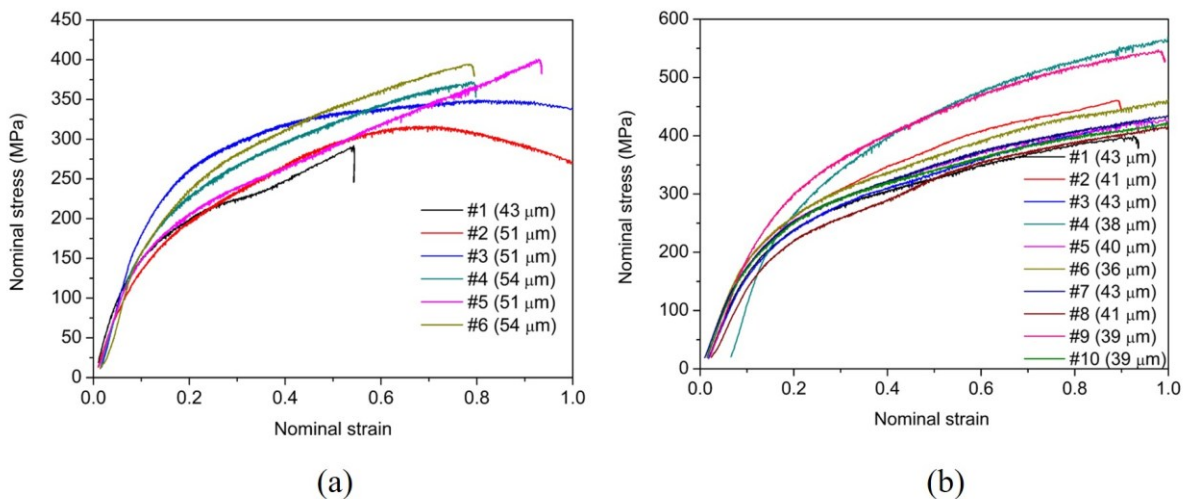 450
400
350
300
250
200
150
100
50
0
Nominal stress (MPa)
0.0 0.2 0.4 0.6 0.8 1.0
Nominal strain
#1 (43 μm)
#2 (51 μm)
#3 (51 μm)
#4 (54 μm)
#5 (51 μm)
#6 (54 μm)
(a)
600
500
400
300
200
100
0
Nominal stress (MPa)
0.0 0.2 0.4 0.6 0.8 1.0
Nominal strain
#1 (43 μm)
#2 (41 μm)
#3 (43 μm)
#4 (38 μm)
#5 (40 μm)
#6 (36 μm)
#7 (43 μm)
#8 (41 μm)
#9 (39 μm)
#10 (39 μm)
(b)